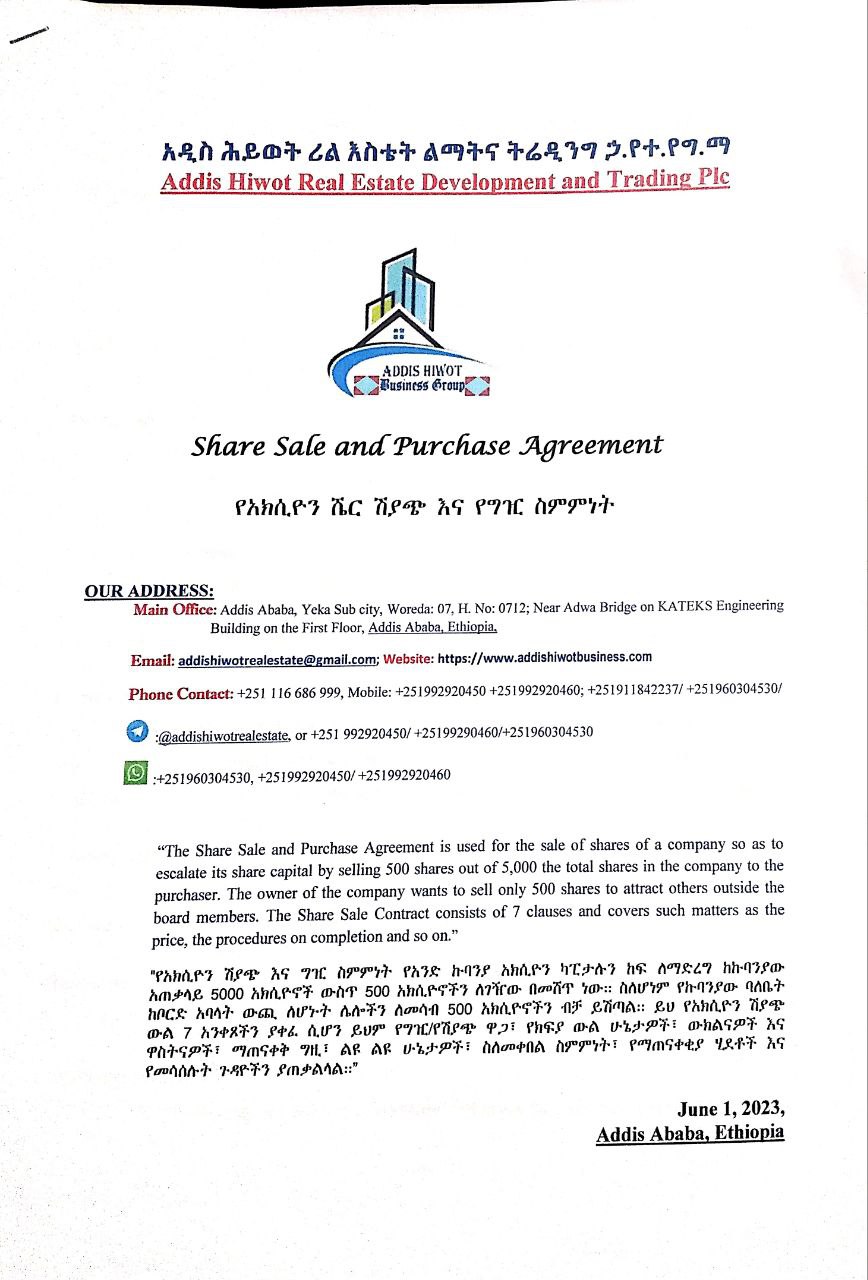 አዲስ ሕይወት ሪል እስቴት ልማትና ትሬዲንግ ኃ.የተ.የግ.ማ
Addis Hiwot Real Estate Development and Trading Plc
ADDIS HIWOT
Business Group
Share Sale and Purchase Agreement
የአክሲዮን ሼር ሽያጭ እና የግዢ ስምምነት
OUR ADDRESS:
Main Office: Addis Ababa, Yeka Sub city, Woreda: 07, H. No: 0712; Near Adwa Bridge on KATEKS Engineering
Building on the First Floor, Addis Ababa, Ethiopia.
Email: addishiwotrealestate@gmail.com; Website: https://www.addishiwotbusiness.com
Phone Contact: +251 116 686 999, Mobile: +251992920450 +251992920460; +251911842237/ +251960304530/
:@addishiwotrealestate, or +251 992920450/ +25199290460/+251960304530
:+251960304530, +251992920450/ +251992920460
“The Share Sale and Purchase Agreement is used for the sale of shares of a company so as to
escalate its share capital by selling 500 shares out of 5,000 the total shares in the company to the
purchaser. The owner of the company wants to sell only 500 shares to attract others outside the
board members. The Share Sale Contract consists of 7 clauses and covers such matters as the
price, the procedures on completion and so on.”
"የአክሲዮን ሽያጭ እና ግዢ ስምምነት የአንድ ኩባንያ አክሲዮን ካፒታሉን ከፍ ለማድረግ ከኩባንያው
አጠቃላይ 5000 አክሲዮኖች ውስጥ 500 አክሲዮኖችን ለገዥው በመሸጥ ነው። ስለሆነም የኩባንያው ባለቤት
ከቦርድ አባላት ውጪ ለሆኑት ሌሎችን ለመሳብ 500 አክሲዮኖችን ብቻ ይሸጣል። ይህ የአክሲዮን ሽያጭ
ውል 7 አንቀጾችን ያቀፈ ሲሆን ይህም የግዢ/የሽያጭ ዋጋ፣ የክፍያ ውል ሁኔታዎች፣ ውክልናዎች እና
ዋስትናዎች፣ ማጠናቀቅ ግዚ፣ ልዩ ልዩ ሁኔታዎች፣ ስለመቀበል ስምምነት፣ የማጠናቀቂያ ሂደቶች እና
የመሳሰሉት ጉዳዮችን ያጠቃልላል።"
June 1, 2023,
Addis Ababa, Ethiopia